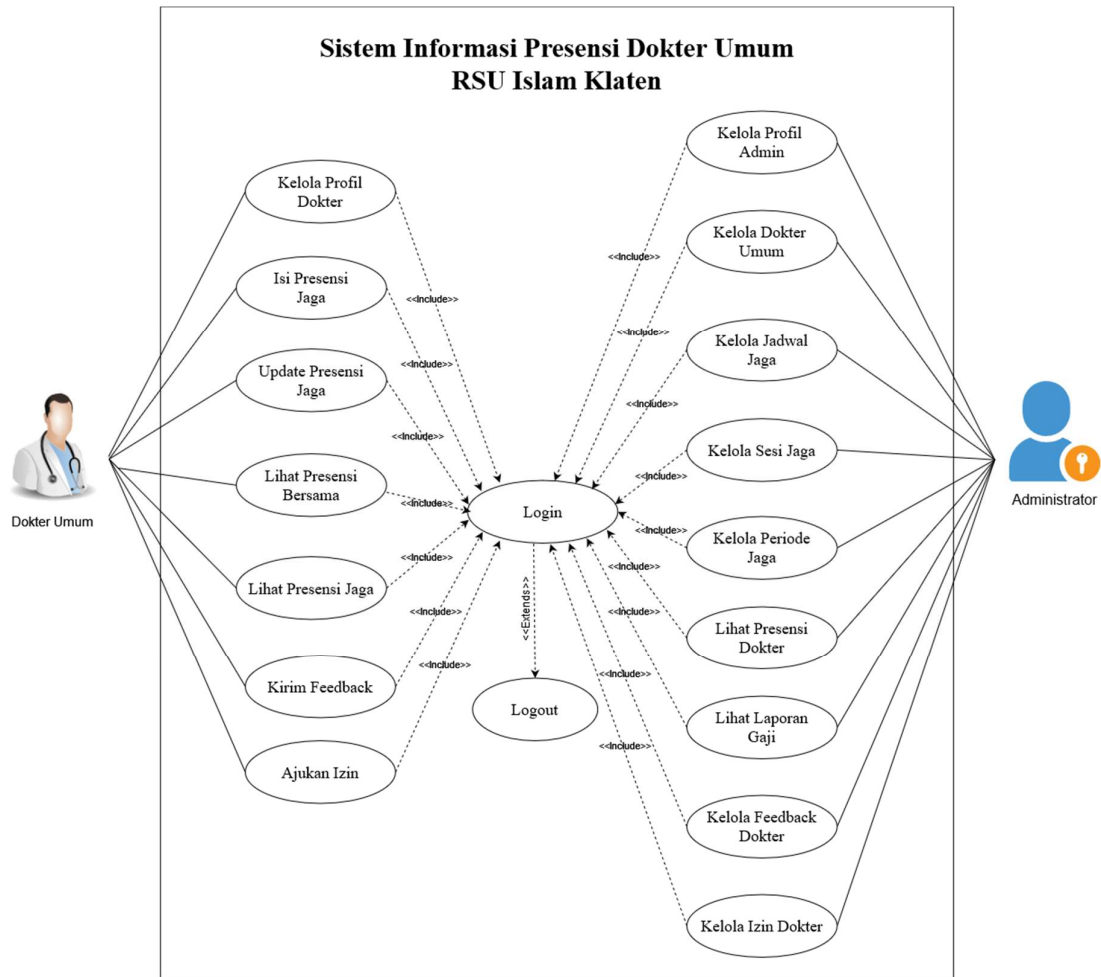 Sistem Informasi Presensi Dokter Umum
RSU Islam Klaten
Kelola Profil
Dokter
Isi Presensi
Jaga
Update Presensi
Jaga
Lihat Presensi
Bersama
Lihat Presensi Jaga
Kirim Feedback
Ajukan Izin
Dokter Umum
<<Include>>
<<Include>>
<<Include>>
<<Include>>
<<Include>>
<<Include>>
<<Include>>
Login
<<Extends>>
Logout
<<Include>>
<<Include>>
<<Include>>
<<Include>>
<<Include>>
<<Include>>
<<Include>>
<<Include>>
<<Include>>
Kelola Profil
Admin
Kelola Dokter
Umum
Kelola Jadwal
Jaga
Kelola Sesi Jaga
Kelola Periode
Jaga
Lihat Presensi
Dokter
Lihat Laporan
Gaji
Kelola Feedback
Dokter
Kelola Izin Dokter
Administrator